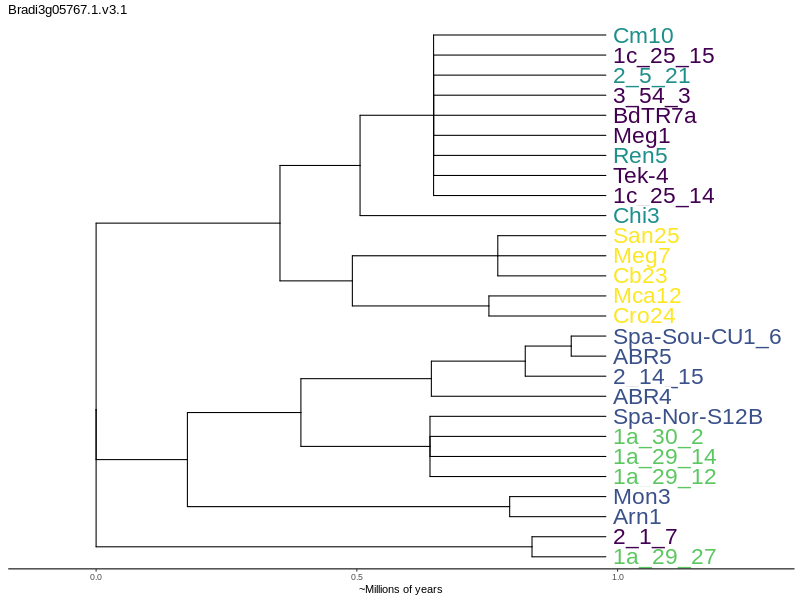 Bradi3g05767.1.v3.1
Cm10
1c_25_15
2_5_21
3_54_3
BdTR7a
Meg1
Ren5
Tek-4
1c_25_14
Chi3
San25
Meg7
Cb23
Mca12
Cro24
Spa-Sou-CU1_6
ABR5
2_14_15
ABR4
Spa-Nor-S12B
1a_30_2
1a_29_14
1a_29_12
Mon3
Arn1
2_1_7
1a_29_27
0.0 0.5 1.0
~Millions of years